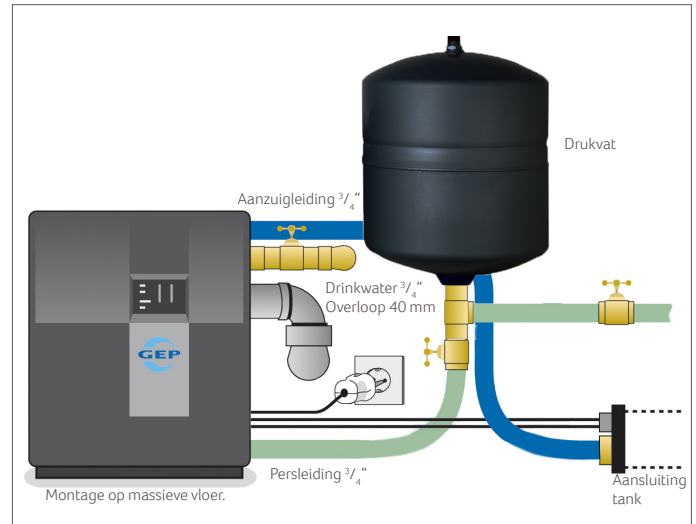 Drukvat
Aanzuigleiding 3/4“
Drinkwater 3/4“
Overloop 40 mm
GEP
Persleiding 3/4“
Aansluiting
tank
Montage op massieve vloer.